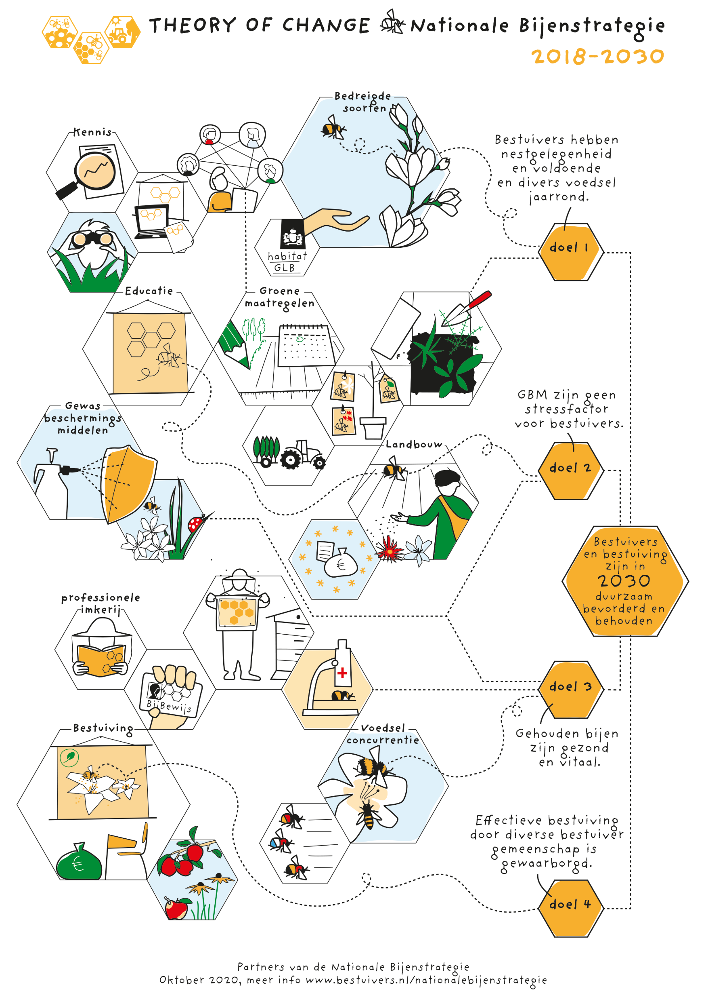 THEORY OF CHANGE Nationale Bijenstrategie
2018-2030
Bedreigde
soorten
Kennis
Bestuivers hebben
nestgelegenheid
en voldoende
en divers voedsel
jaarrond.
doel 1
habitat
GLB
Educatie
Groene
maatregelen
GBM zijn geen
stressfactor
voor bestuivers.
Gewas
beschermings
middelen
Landbouw
doel 2
€
Bestuivers
en bestuiving
zijn in
2030
duurzaam
bevorderd en
behouden
professionele
imkerij
BijBewijs
doel 3
Gehouden bijen
zijn gezond
en vitaal.
Bestuiving
Voedsel
concurrentie
€
Effectieve bestuiving
door diverse bestuiver
gemeenschap is
gewaarborgd.
doel 4
Partners van de Nationale Bijenstrategie
Oktober 2020, meer info www.bestuivers.nl/nationalebijenstrategie